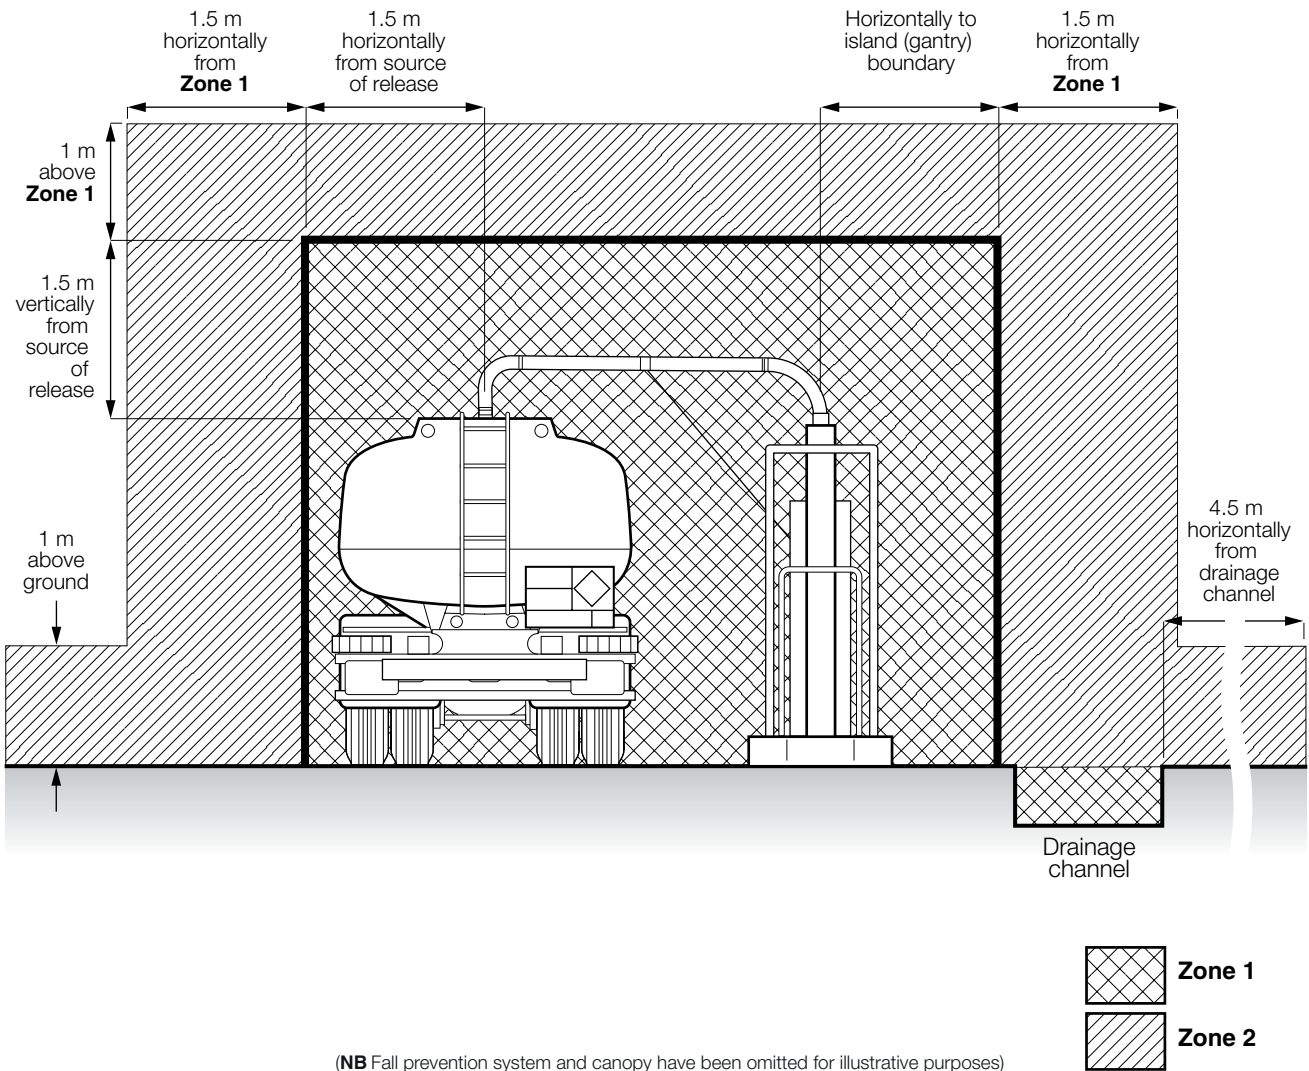 1.5 m
horizontally
from
Zone 1
1.5 m
horizontally
from source
of release
Horizontally to
island (gantry)
boundary
1.5 m
horizontally
from
Zone 1
1 m
above
Zone 1
1.5 m
vertically
from
source
of
release
1 m
above
ground
4.5 m
horizontally
from
drainage
channel
Drainage
channel
Zone 1
Zone 2
(NB Fall prevention system and canopy have been omitted for illustrative purposes)